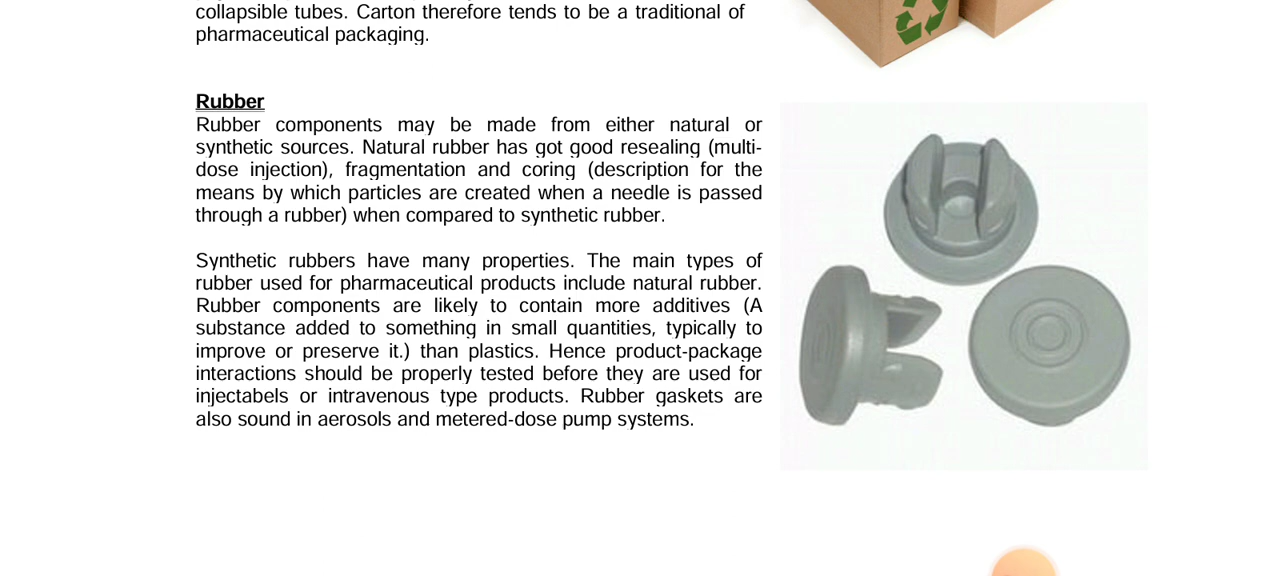 collapsible tubes. Carton therefore tends to be a traditional of
pharmaceutical packaging.
Rubber
Rubber components may be made from either natural or
synthetic sources. Natural rubber has got good resealing (multi-
dose injection), fragmentation and coring (description for the
means by which particles are created when a needle is passed
through a rubber) when compared to synthetic rubber.
Synthetic rubbers have many properties. The main types of
rubber used for pharmaceutical products include natural rubber.
Rubber components are likely to contain more additives (A
substance added to something in small quantities, typically to
improve or preserve it.) than plastics. Hence product-package
interactions should be properly tested before they are used for
injectabels or intravenous type products. Rubber gaskets are
also sound in aerosols and metered-dose pump systems.